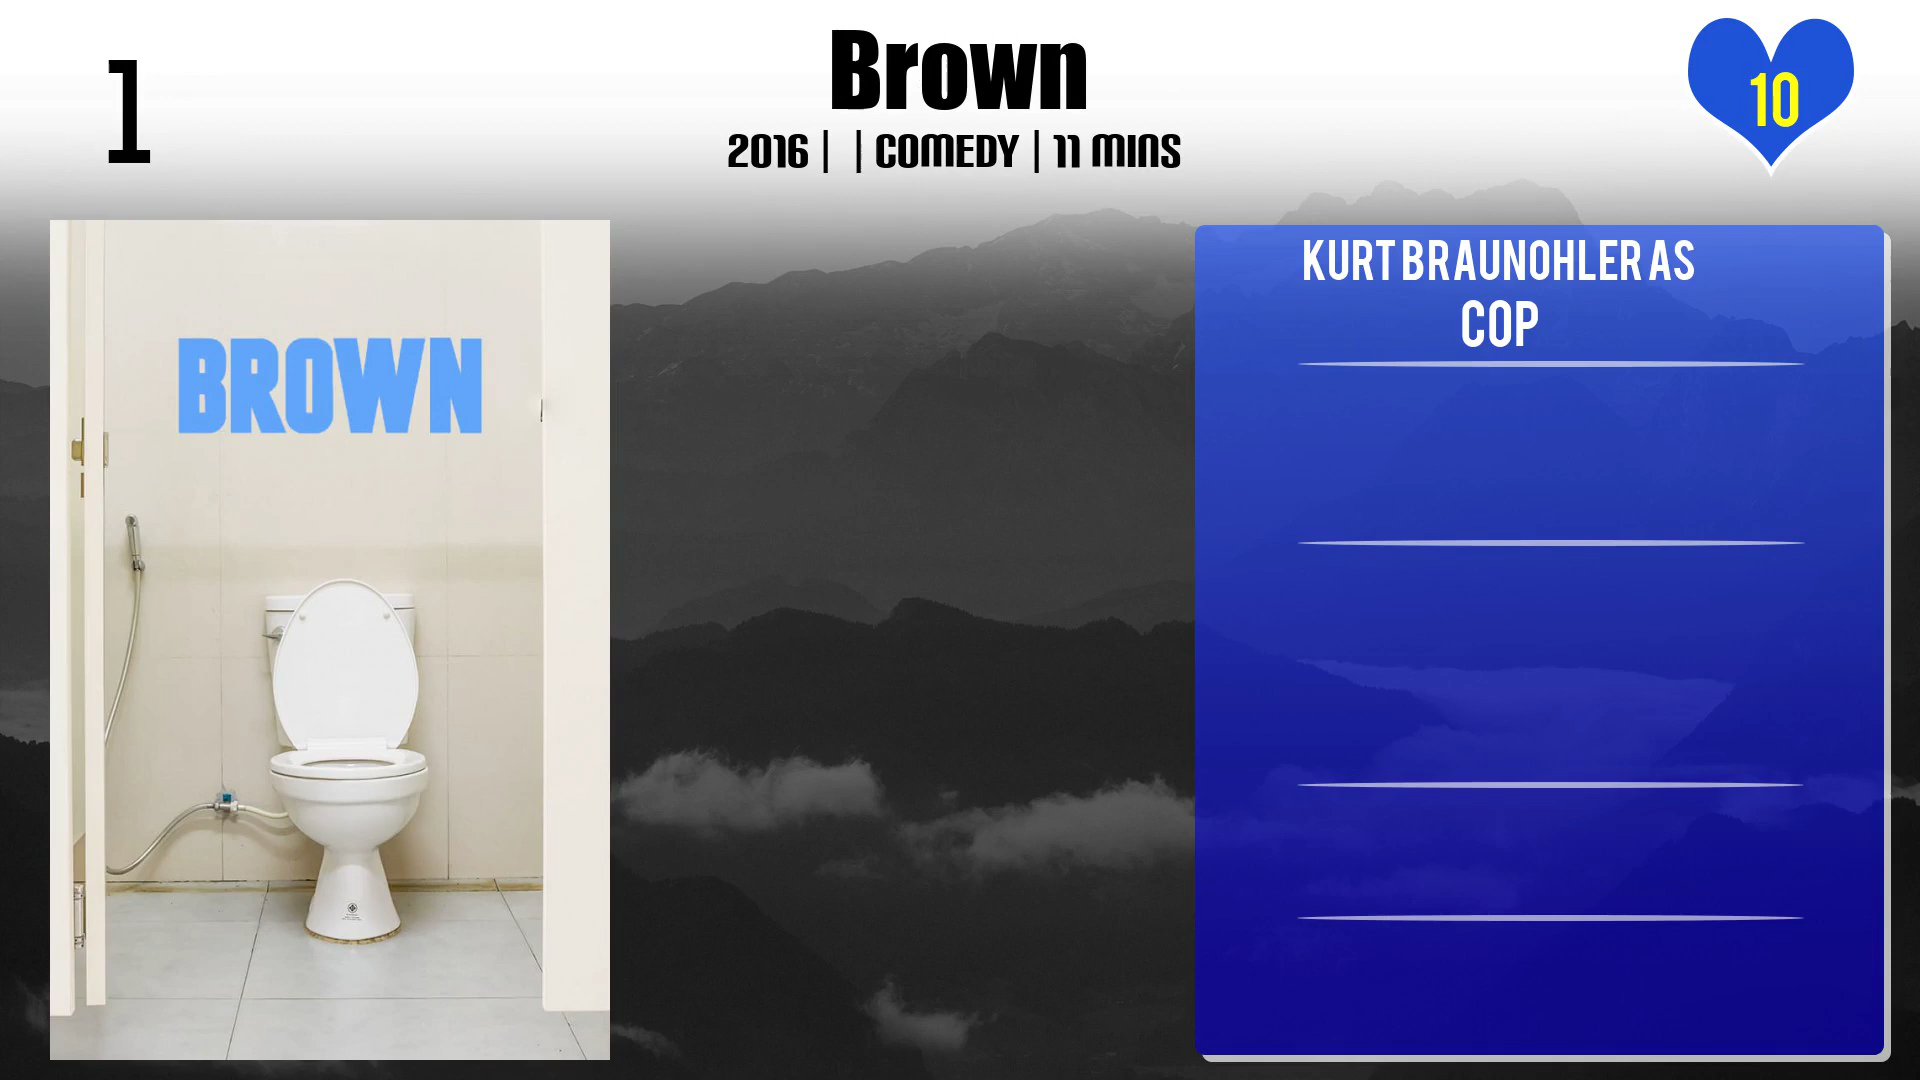 1
Brown
2016 | | COMEDY | 11 MINS
10
BROWN
KURT BRAUNOHLER AS
COP